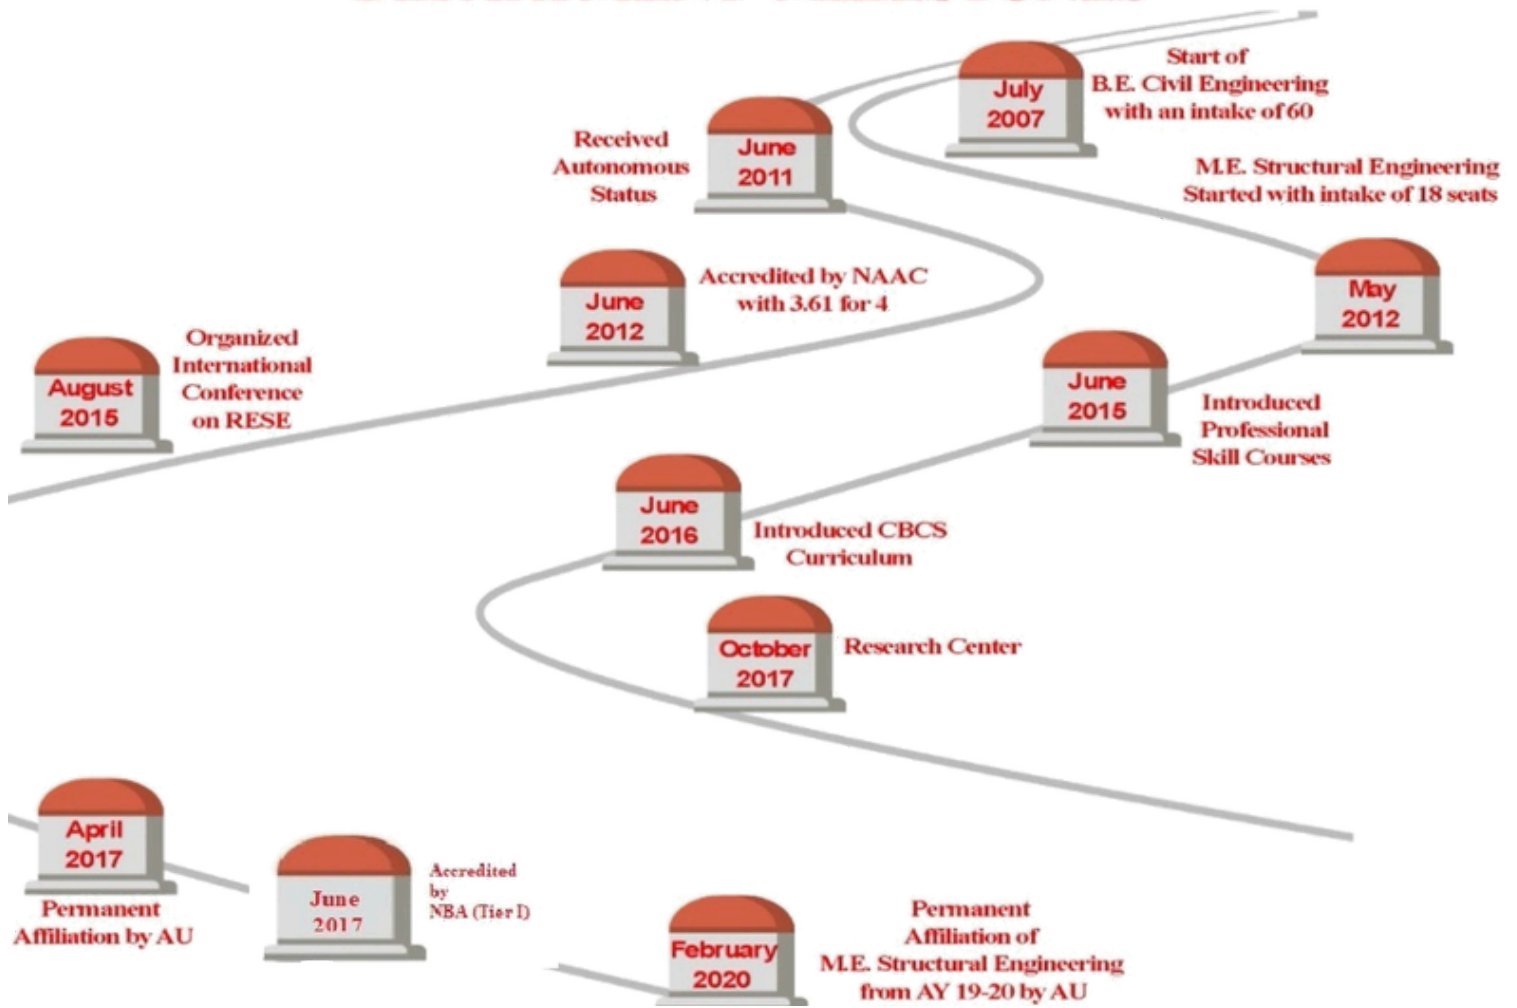 July
2007
Start of
B.E. Civil Engineering
with an intake of 60
June
2011
Received
Autonomous
Status
M.E. Structural Engineering
Started with intake of 18 seats
May
2012
June
2012
Accredited by NAAC
with 3.61 for 4
August
2015
Organized
International
Conference
on RESE
June
2015
Introduced
Professional
Skill Courses
June
2016
Introduced CBCS
Curriculum
October
2017
Research Center
April
2017
Permanent
Affiliation by AU
June
2017
Accredited
by
NBA (Tier I)
February
2020
Permanent
Affiliation of
M.E. Structural Engineering
from AY 19-20 by AU